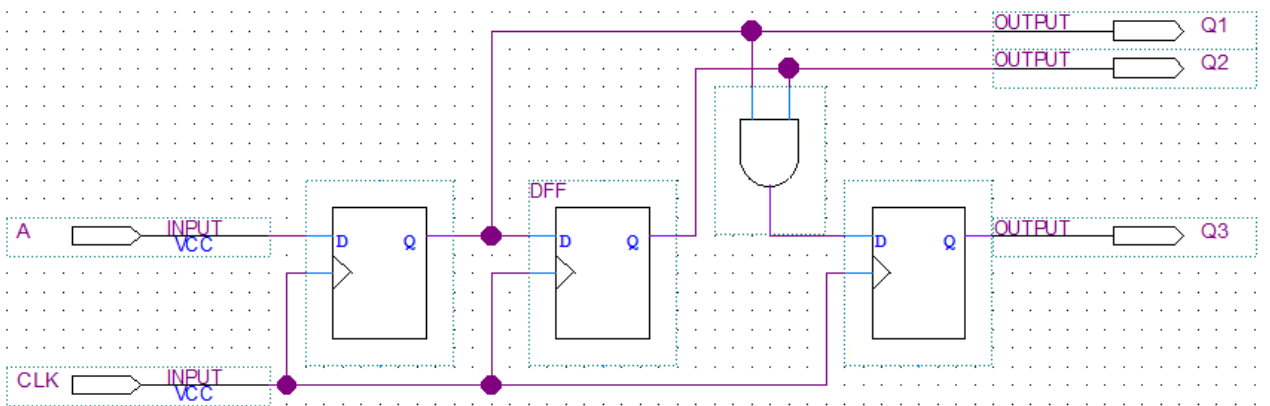 OUTPUT Q1
OUTPUT Q2
DFF
A INPUT VCC
D Q
D Q
D Q
OUTPUT Q3
CLK INPUT VCC